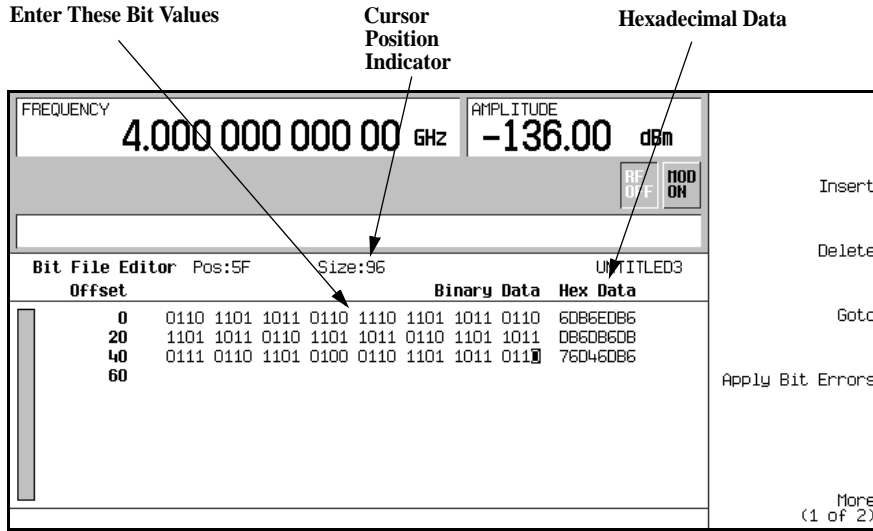 Enter These Bit Values
Cursor
Position
Indicator
Hexadecimal Data
FREQUENCY
4.000 000 000 00 GHz
AMPLITUDE
-136.00 dBm
RF
OFF
MOD
ON
Insert
Delete
Goto
Apply Bit Errors
More
(1 of 2)
Bit File Editor Pos:5F Size:96 UNTITLED3
Offset Binary Data Hex Data
0 0110 1101 1011 0110 1110 1101 1011 0110 6DB6EDB6
20 1101 1011 0110 1101 1011 0110 1101 1011 DB6DB6DB
40 0111 0110 1101 0100 0110 1101 1011 0110 76D46DB6
60